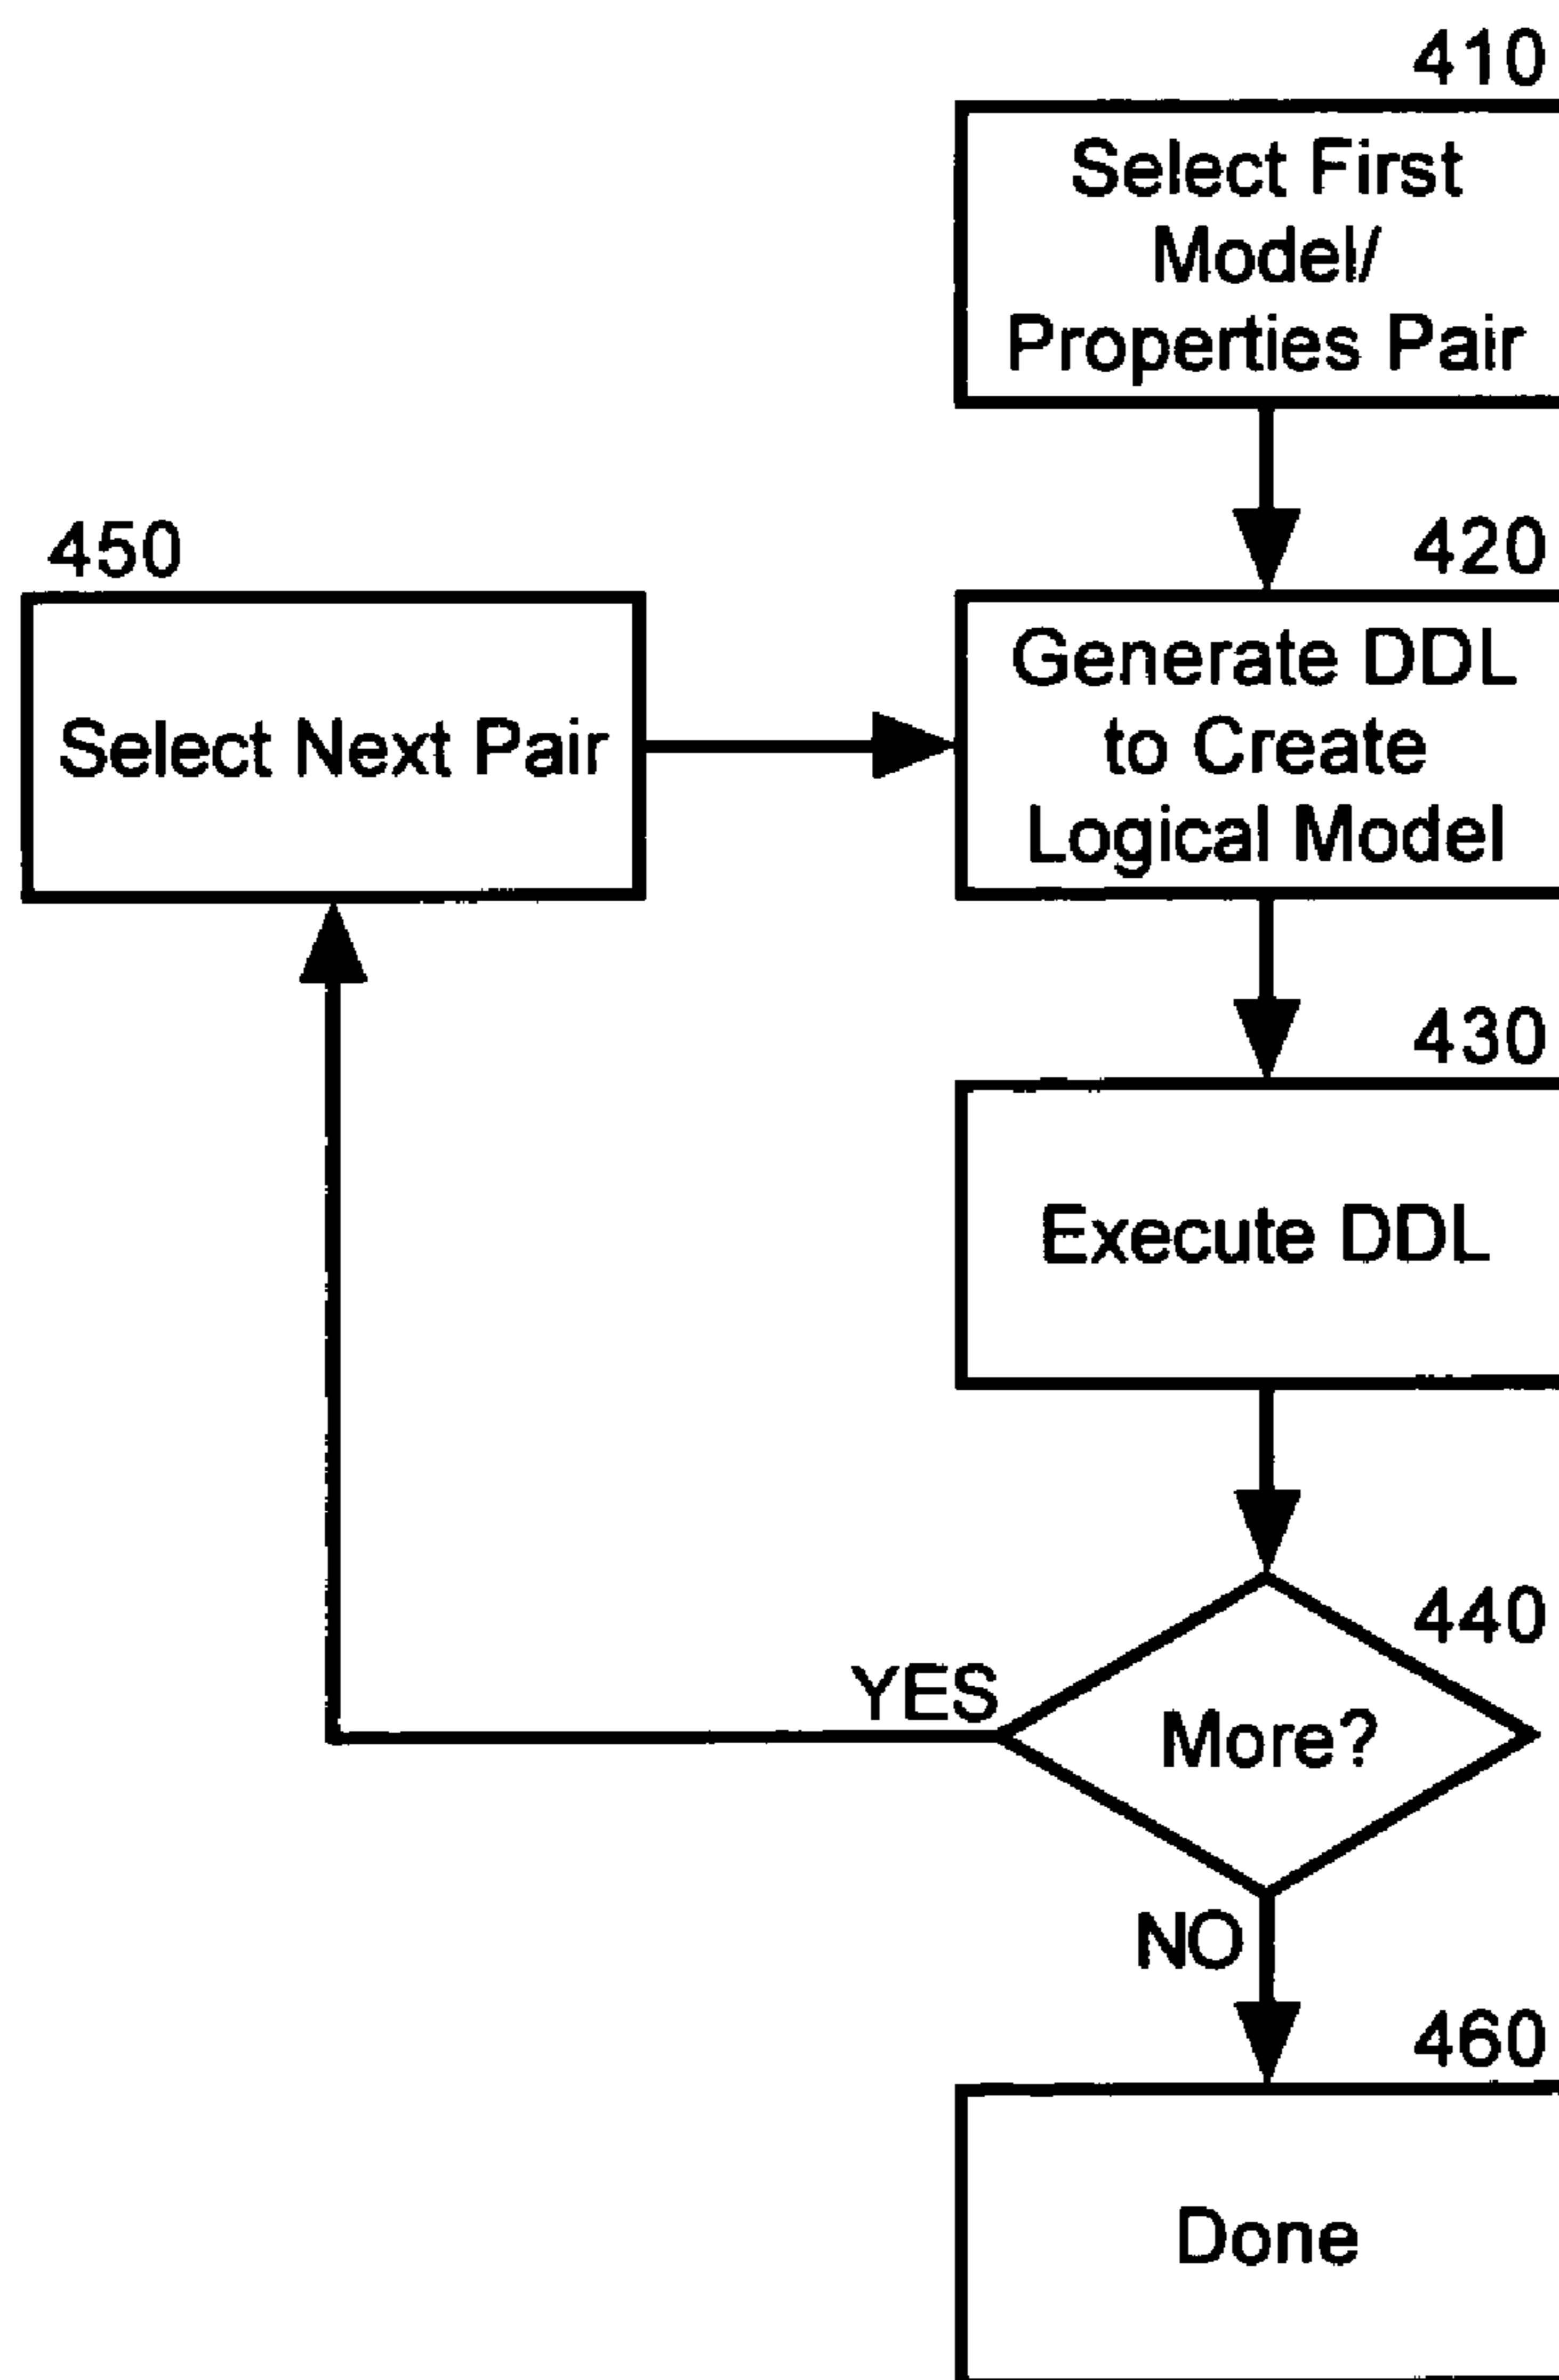 410
Select First
Model/
Properties Pair
450
420
Select Next Pair
Generate DDL
to Create
Logical Model
430
Execute DDL
440
YES
More?
NO
460
Done